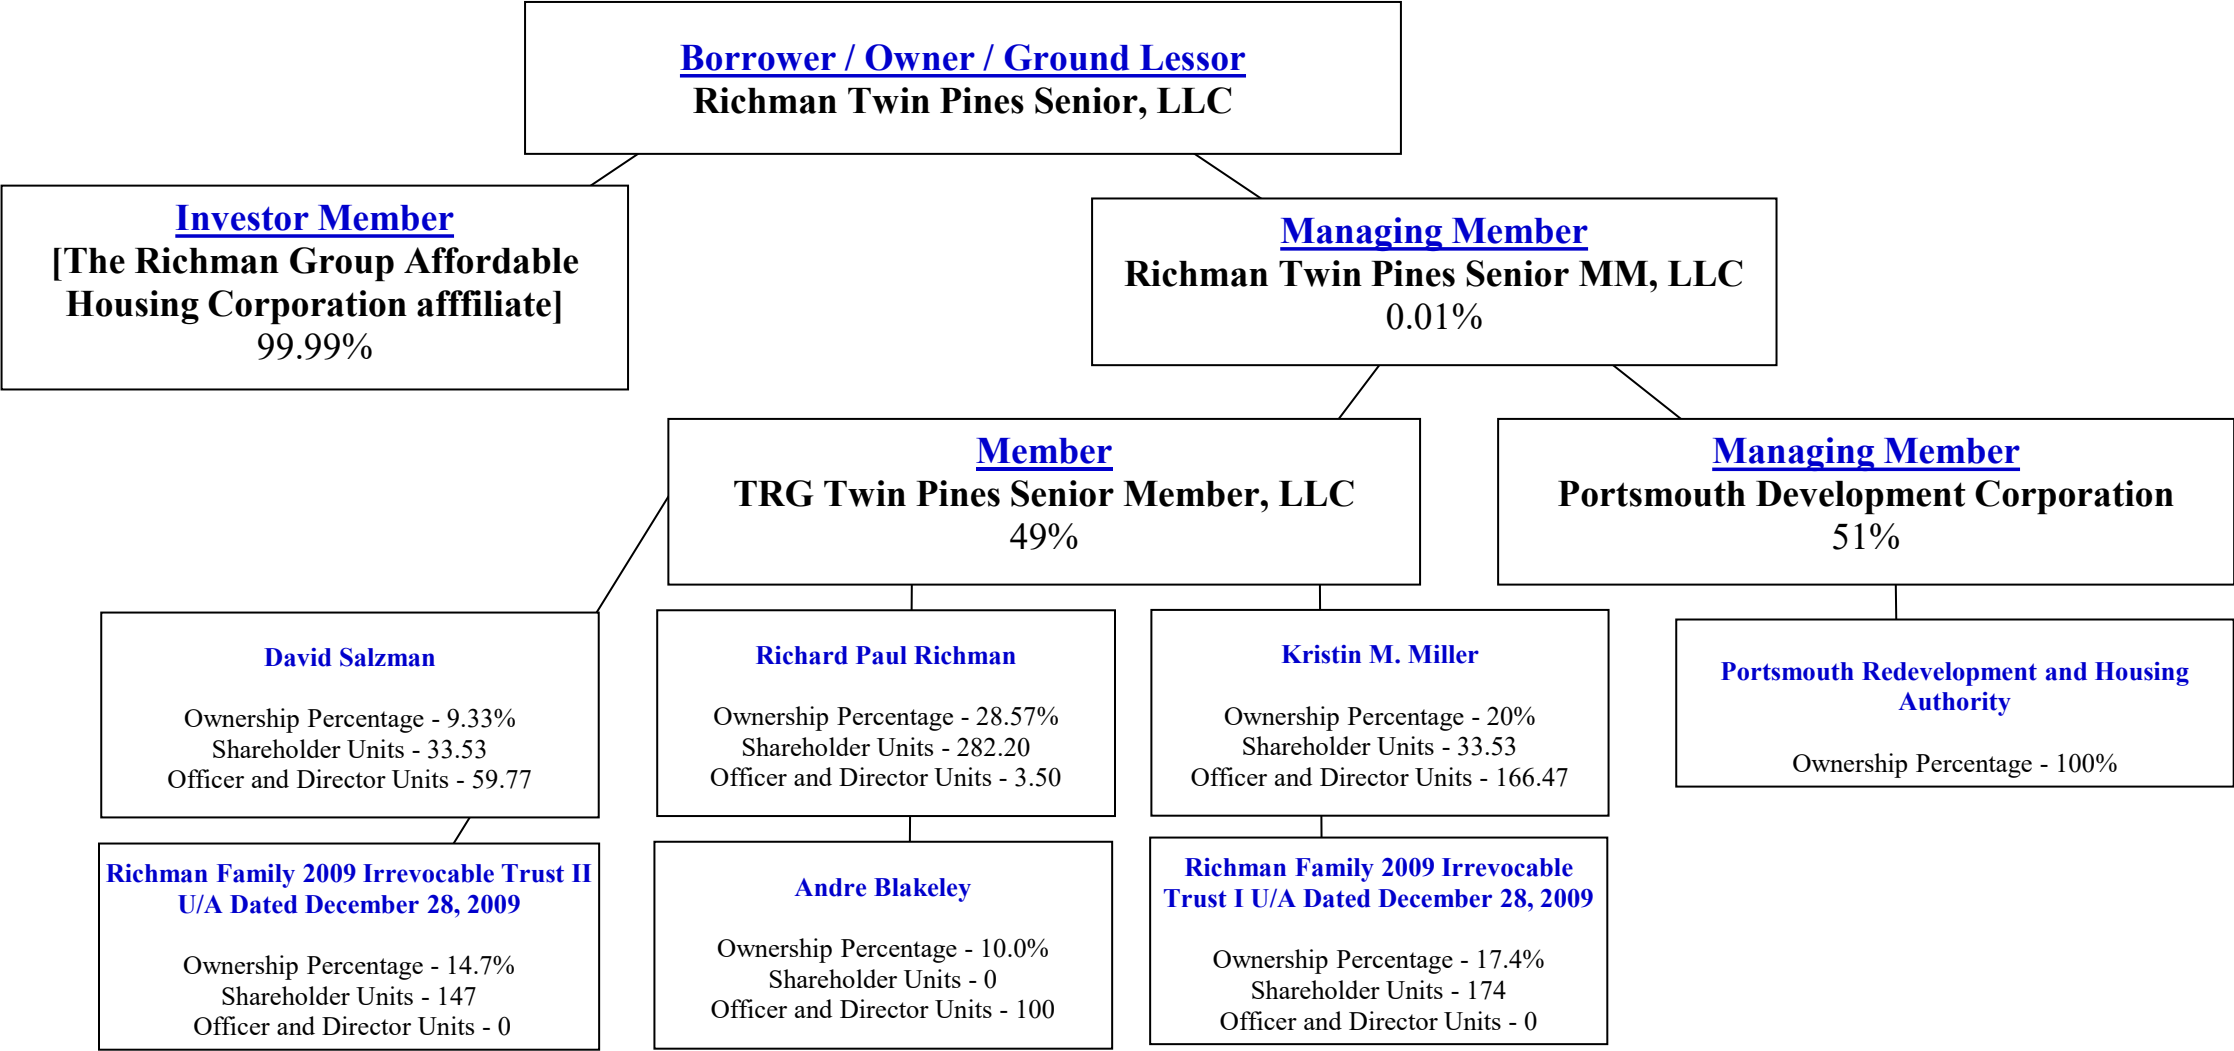 Borrower / Owner / Ground Lessor
Richman Twin Pines Senior, LLC
Investor Member
[The Richman Group Affordable
Housing Corporation afffiliate]
99.99%
Managing Member
Richman Twin Pines Senior MM, LLC
0.01%
Member
TRG Twin Pines Senior Member, LLC
49%
Managing Member
Portsmouth Development Corporation
51%
David Salzman
Ownership Percentage - 9.33%
Shareholder Units - 33.53
Officer and Director Units - 59.77
Richard Paul Richman
Ownership Percentage - 28.57%
Shareholder Units - 282.20
Officer and Director Units - 3.50
Kristin M. Miller
Ownership Percentage - 20%
Shareholder Units - 33.53
Officer and Director Units - 166.47
Portsmouth Redevelopment and Housing
Authority
Ownership Percentage - 100%
Richman Family 2009 Irrevocable Trust II
U/A Dated December 28, 2009
Ownership Percentage - 14.7%
Shareholder Units - 147
Officer and Director Units - 0
Andre Blakeley
Ownership Percentage - 10.0%
Shareholder Units - 0
Officer and Director Units - 100
Richman Family 2009 Irrevocable
Trust I U/A Dated December 28, 2009
Ownership Percentage - 17.4%
Shareholder Units - 174
Officer and Director Units - 0